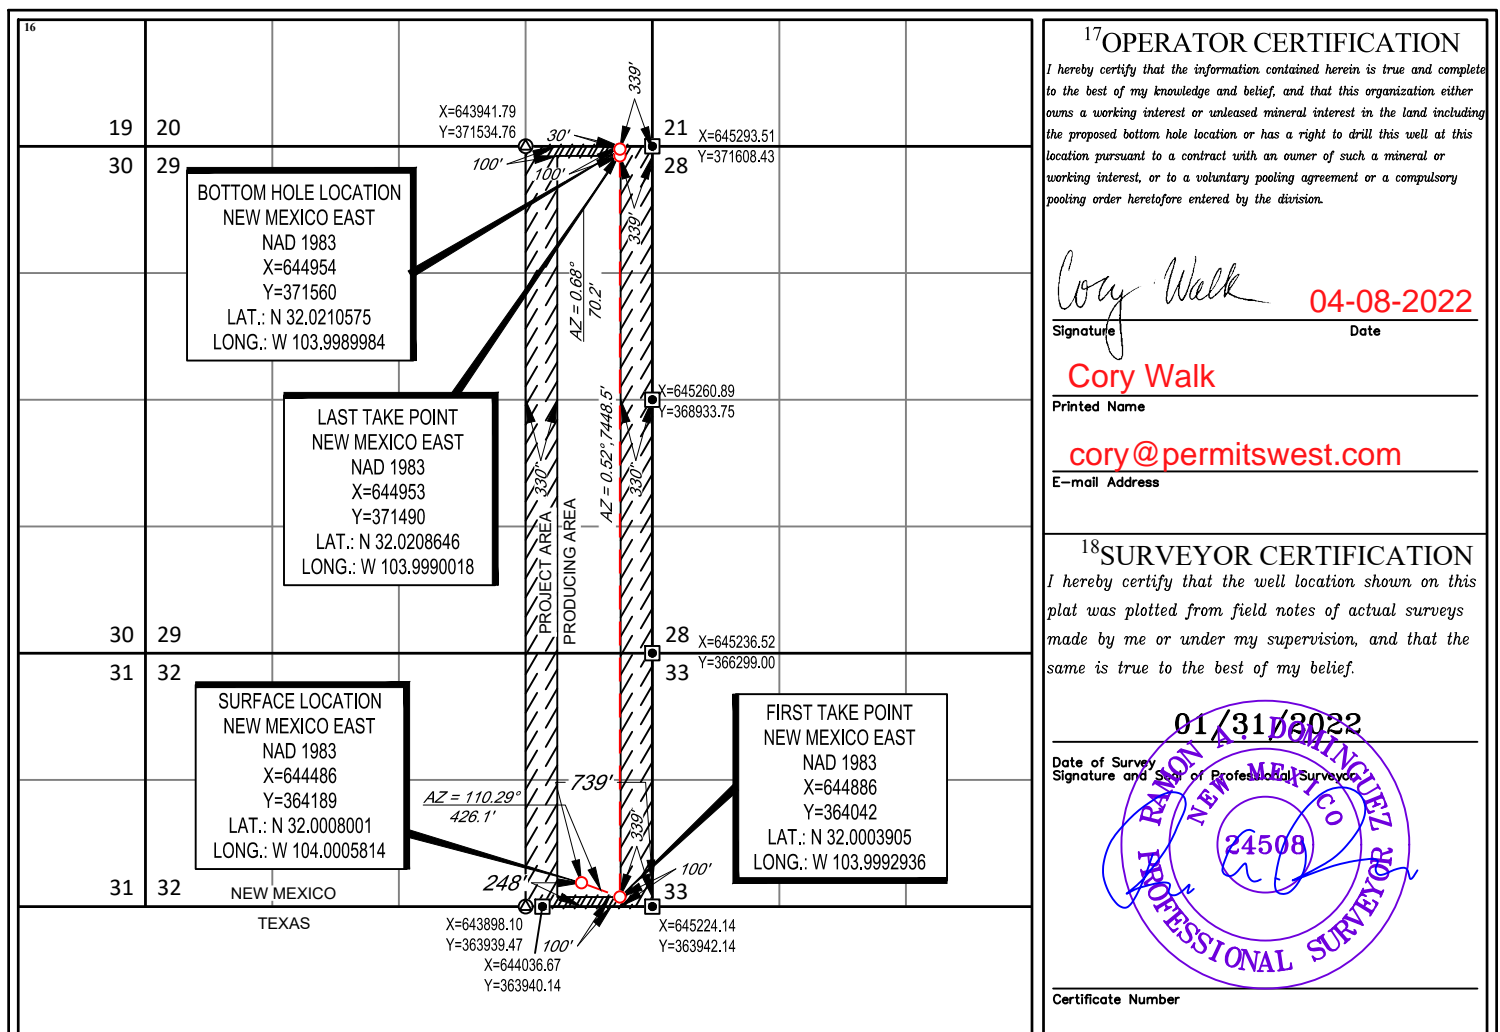 16
339'
X=643941.79
Y=371534.76
30'
19 20
21
X=645293.51
Y=371608.43
100'
100'
30 29
28
BOTTOM HOLE LOCATION
NEW MEXICO EAST
NAD 1983
X=644954
Y=371560
LAT.: N 32.0210575
LONG.: W 103.9989984
339'
AZ = 0.68°
70.2'
LAST TAKE POINT
NEW MEXICO EAST
NAD 1983
X=644953
Y=371490
LAT.: N 32.0208646
LONG.: W 103.9990018
X=645260.89
Y=368933.75
AZ = 0.52°, 7448.5'
330'
330'
PROJECT AREA
PRODUCING AREA
30 29
28
X=645236.52
Y=366299.00
31 32
33
SURFACE LOCATION
NEW MEXICO EAST
NAD 1983
X=644486
Y=364189
LAT.: N 32.0008001
LONG.: W 104.0005814
FIRST TAKE POINT
NEW MEXICO EAST
NAD 1983
X=644886
Y=364042
LAT.: N 32.0003905
LONG.: W 103.9992936
739'
AZ = 110.29°
426.1'
339'
100'
248'
31 32
33
NEW MEXICO
TEXAS
X=643898.10
Y=363939.47
100'
X=644036.67
Y=363940.14
X=645224.14
Y=363942.14
17OPERATOR CERTIFICATION
I hereby certify that the information contained herein is true and complete
to the best of my knowledge and belief, and that this organization either
owns a working interest or unleased mineral interest in the land including
the proposed bottom hole location or has a right to drill this well at this
location pursuant to a contract with an owner of such a mineral or
working interest, or to a voluntary pooling agreement or a compulsory
pooling order heretofore entered by the division.
Cory Walk
04-08-2022
Signature Date
Cory Walk
Printed Name
cory@permitswest.com
E-mail Address
18SURVEYOR CERTIFICATION
I hereby certify that the well location shown on this
plat was plotted from field notes of actual surveys
made by me or under my supervision, and that the
same is true to the best of my belief.
01/31/2022
Date of Survey
Signature and Seal of Professional Surveyor:
RAMON A. DOMINGUEZ
NEW MEXICO
24508
PROFESSIONAL SURVEYOR
Certificate Number